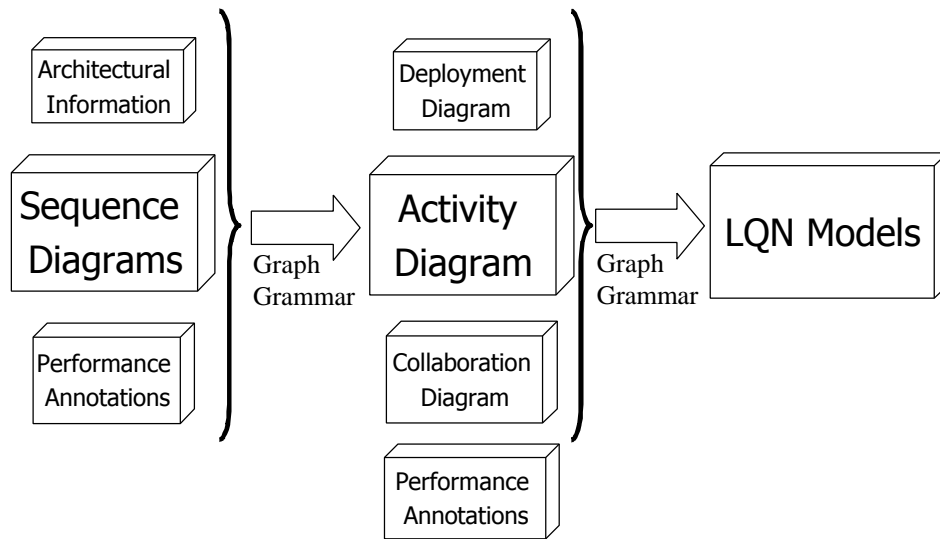 Architectural
Information
Sequence
Diagrams
Performance
Annotations
Graph
Grammar
Deployment
Diagram
Activity
Diagram
Collaboration
Diagram
Performance
Annotations
Graph
Grammar
LQN Models